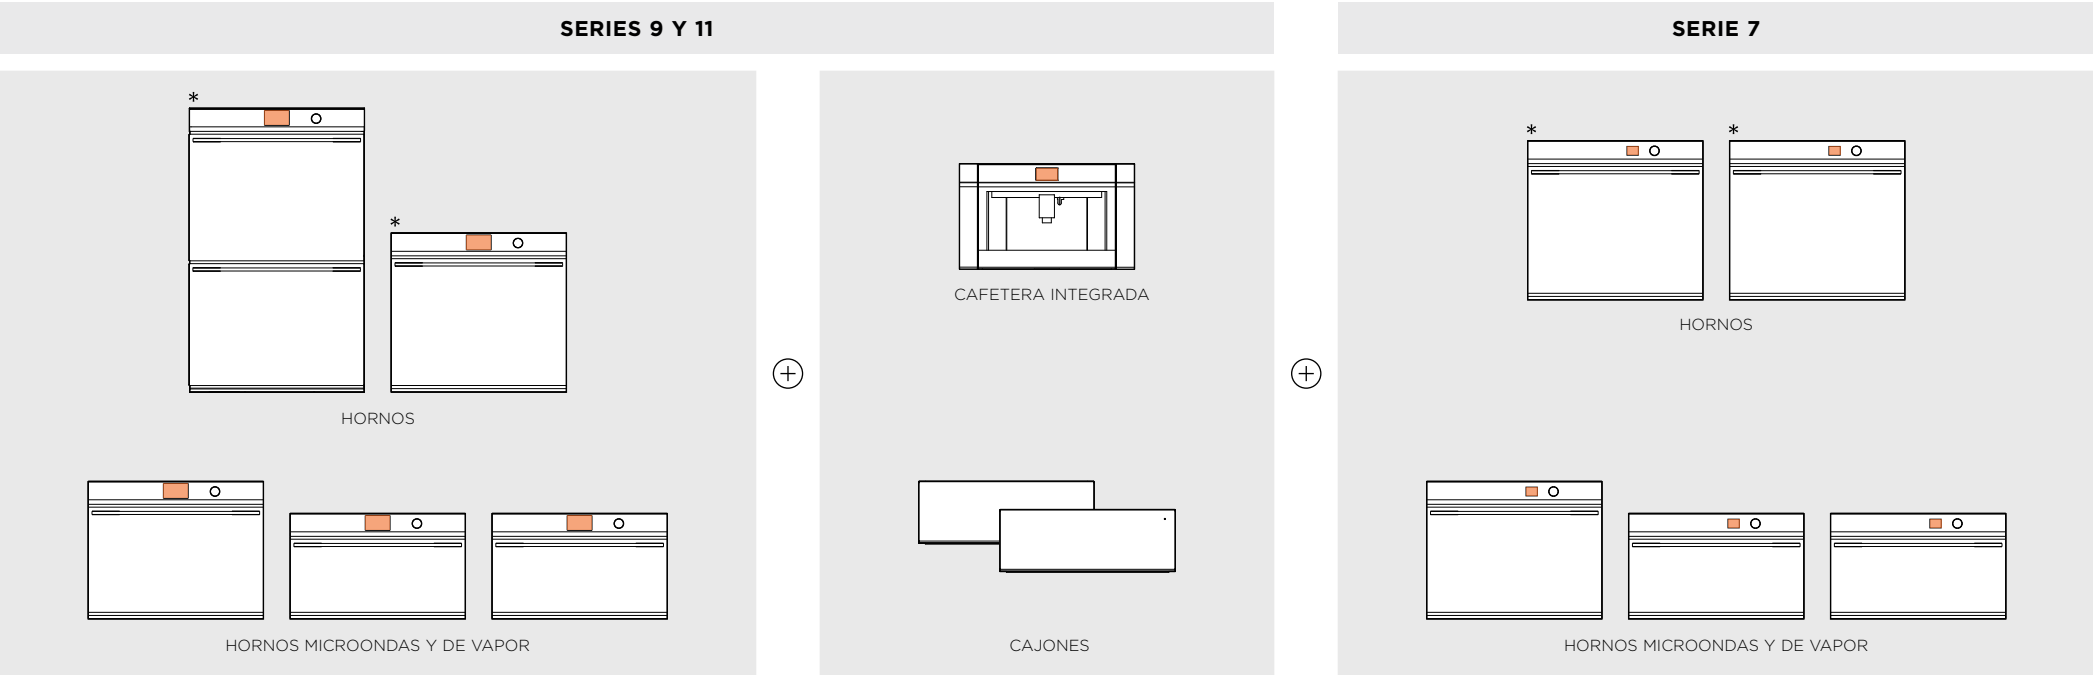 SERIES 9 Y 11
SERIE 7
*
*
HORNOS
HORNOS MICROONDAS Y DE VAPOR
+
CAFETERA INTEGRADA
CAJONES
+
* *
HORNOS
HORNOS MICROONDAS Y DE VAPOR